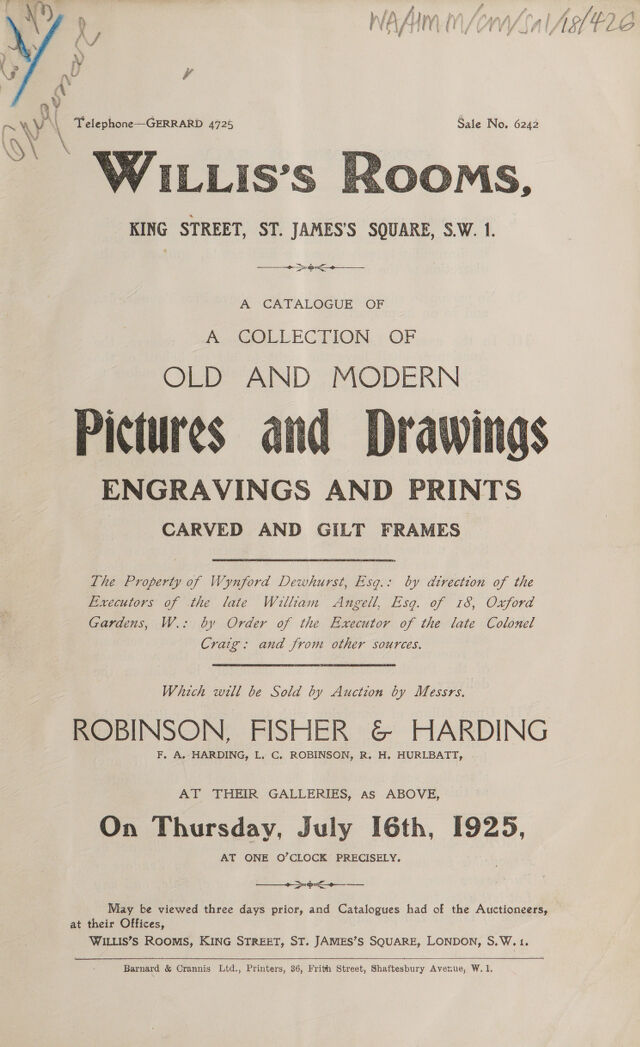 WA/HMM/CM/Sal/18/426
Telephone—GERRARD 4725
Sale No. 6242
WILLIS'S ROOMS,
KING STREET, ST. JAMES'S SQUARE, S.W. 1.
A CATALOGUE OF
A COLLECTION OF
OLD AND MODERN
Pictures and Drawings
ENGRAVINGS AND PRINTS
CARVED AND GILT FRAMES
The Property of Wynford Dewhurst, Esq.: by direction of the
Executors of the late William Angell, Esq. of 18, Oxford
Gardens, W.: by Order of the Executor of the late Colonel
Craig: and from other sources.
Which will be Sold by Auction by Messrs.
ROBINSON, FISHER & HARDING
F. A. HARDING, L. C. ROBINSON, R. H. HURLBATT,
AT THEIR GALLERIES, AS ABOVE,
On Thursday, July 16th, 1925,
AT ONE O'CLOCK PRECISELY.
May be viewed three days prior, and Catalogues had of the Auctioneers,
at their Offices,
WILLIS'S ROOMS, KING STREET, ST. JAMES'S SQUARE, LONDON, S.W. 1.
Barnard & Crannis Ltd., Printers, 36, Frith Street, Shaftesbury Avenue, W. 1.